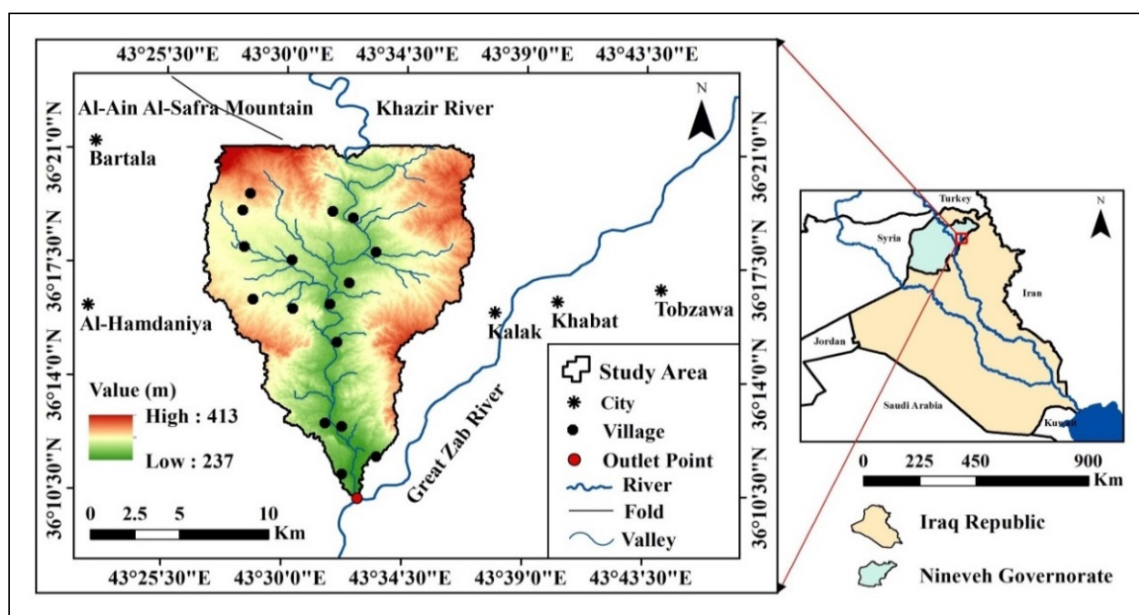 43°25'30"E 43°30'0"E 43°34'30"E 43°39'0"E 43°43'30"E
Al-Ain Al-Safra Mountain
Khazir River
N
Bartala
Al-Hamdaniya
Kalak
Khabat
Tobzawa
Great Zab River
36°21'0"N
36°17'30"N
36°14'0"N
36°10'30"N
36°21'0"N
36°17'30"N
36°14'0"N
36°10'30"N
Value (m)
High : 413
Low : 237
0 2.5 5 10
Km
Study Area
City
Village
Outlet Point
River
Fold
Valley
43°25'30"E 43°30'0"E 43°34'30"E 43°39'0"E 43°43'30"E
N
Turkey
Syria
Iran
Jordan
Saudi Arabia
Kuwait
0 225 450 900
Km
Iraq Republic
Nineveh Governorate